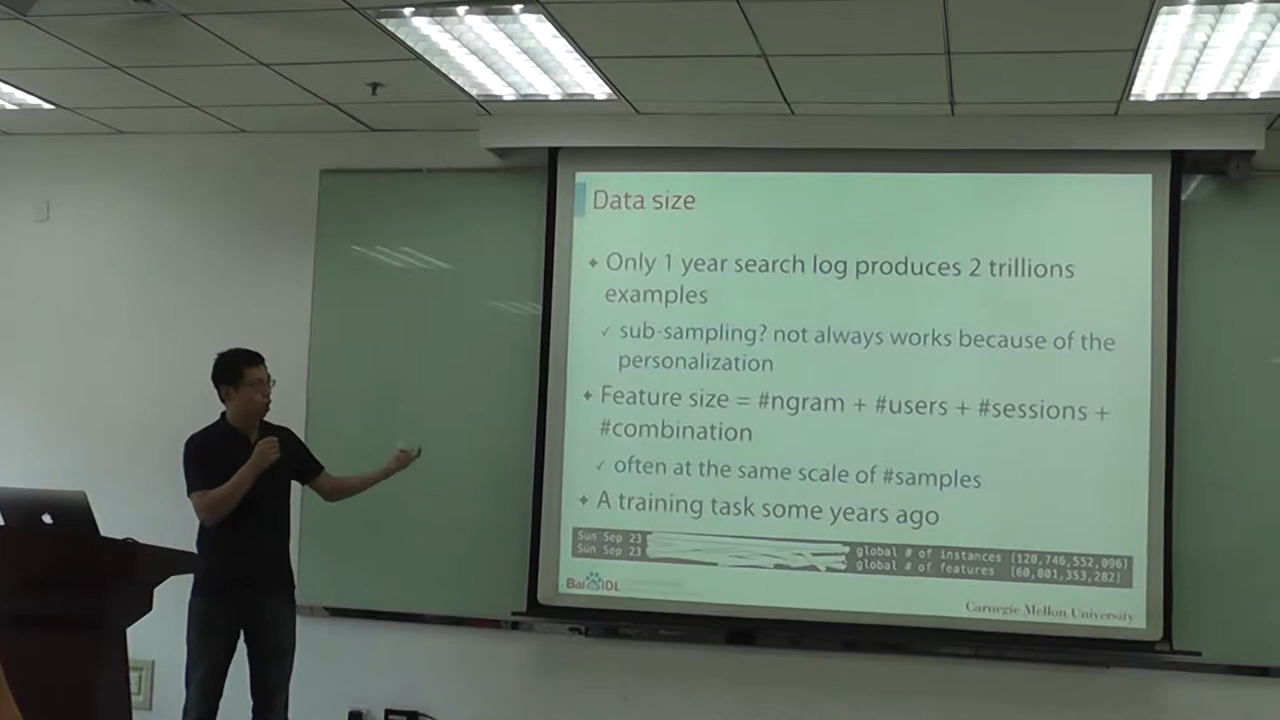 Data size
Only 1 year search log produces 2 trillions
examples
✓ sub-sampling? not always works because of the
personalization
Feature size = #ngram + #users + #sessions +
#combination
✓ often at the same scale of #samples
A training task some years ago
Sun Sep 23 global # of instances [120,746,552,096]
Sun Sep 23 global # of features [60,801,353,282]
Bai IDL
Carnegie Mellon University